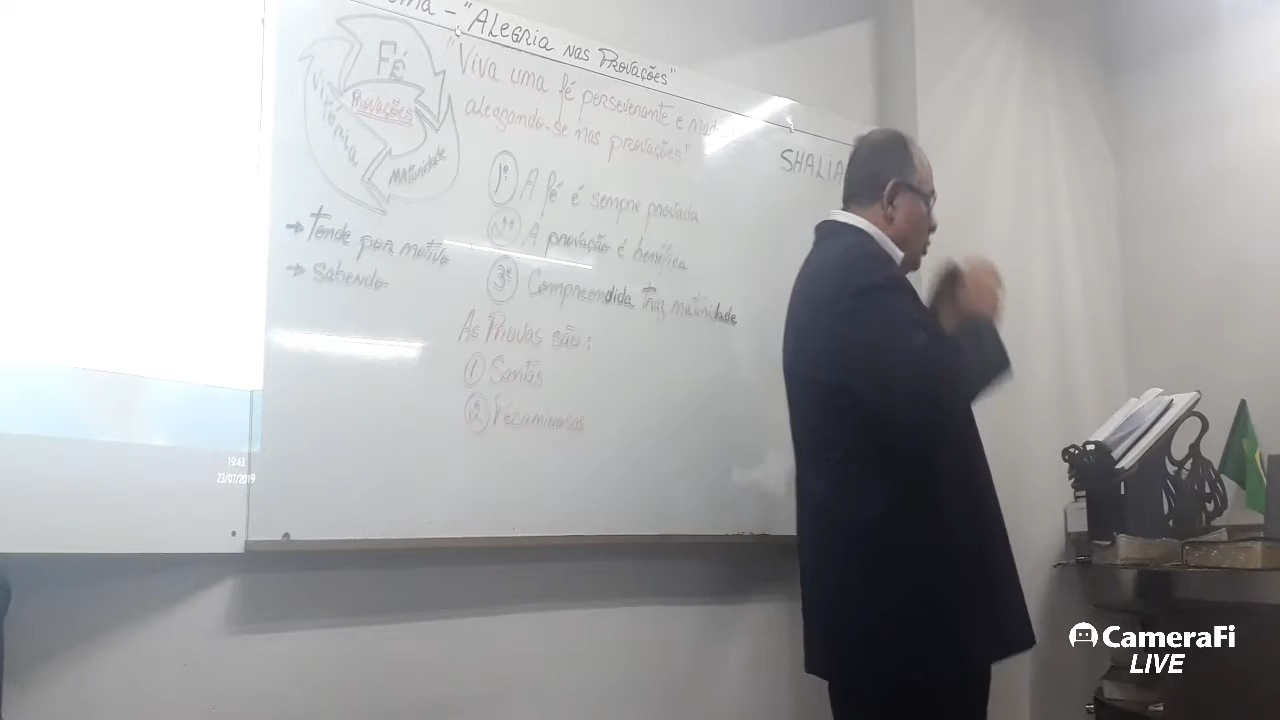 "Alegria nas Provações"
Fé
Provações
Vitória
Maturidade
"Viva uma fé perseverante e
alegrando-se nas provações"
SHALIA
1º A fé é sempre provada
A provação é benéfica
3º Compreendida traz maturidade
→ Tende por motivo
→ Sabendo
As Provas são:
1 Santas
2 Pecaminosas
19:43
23/07/2019
CameraFi
LIVE